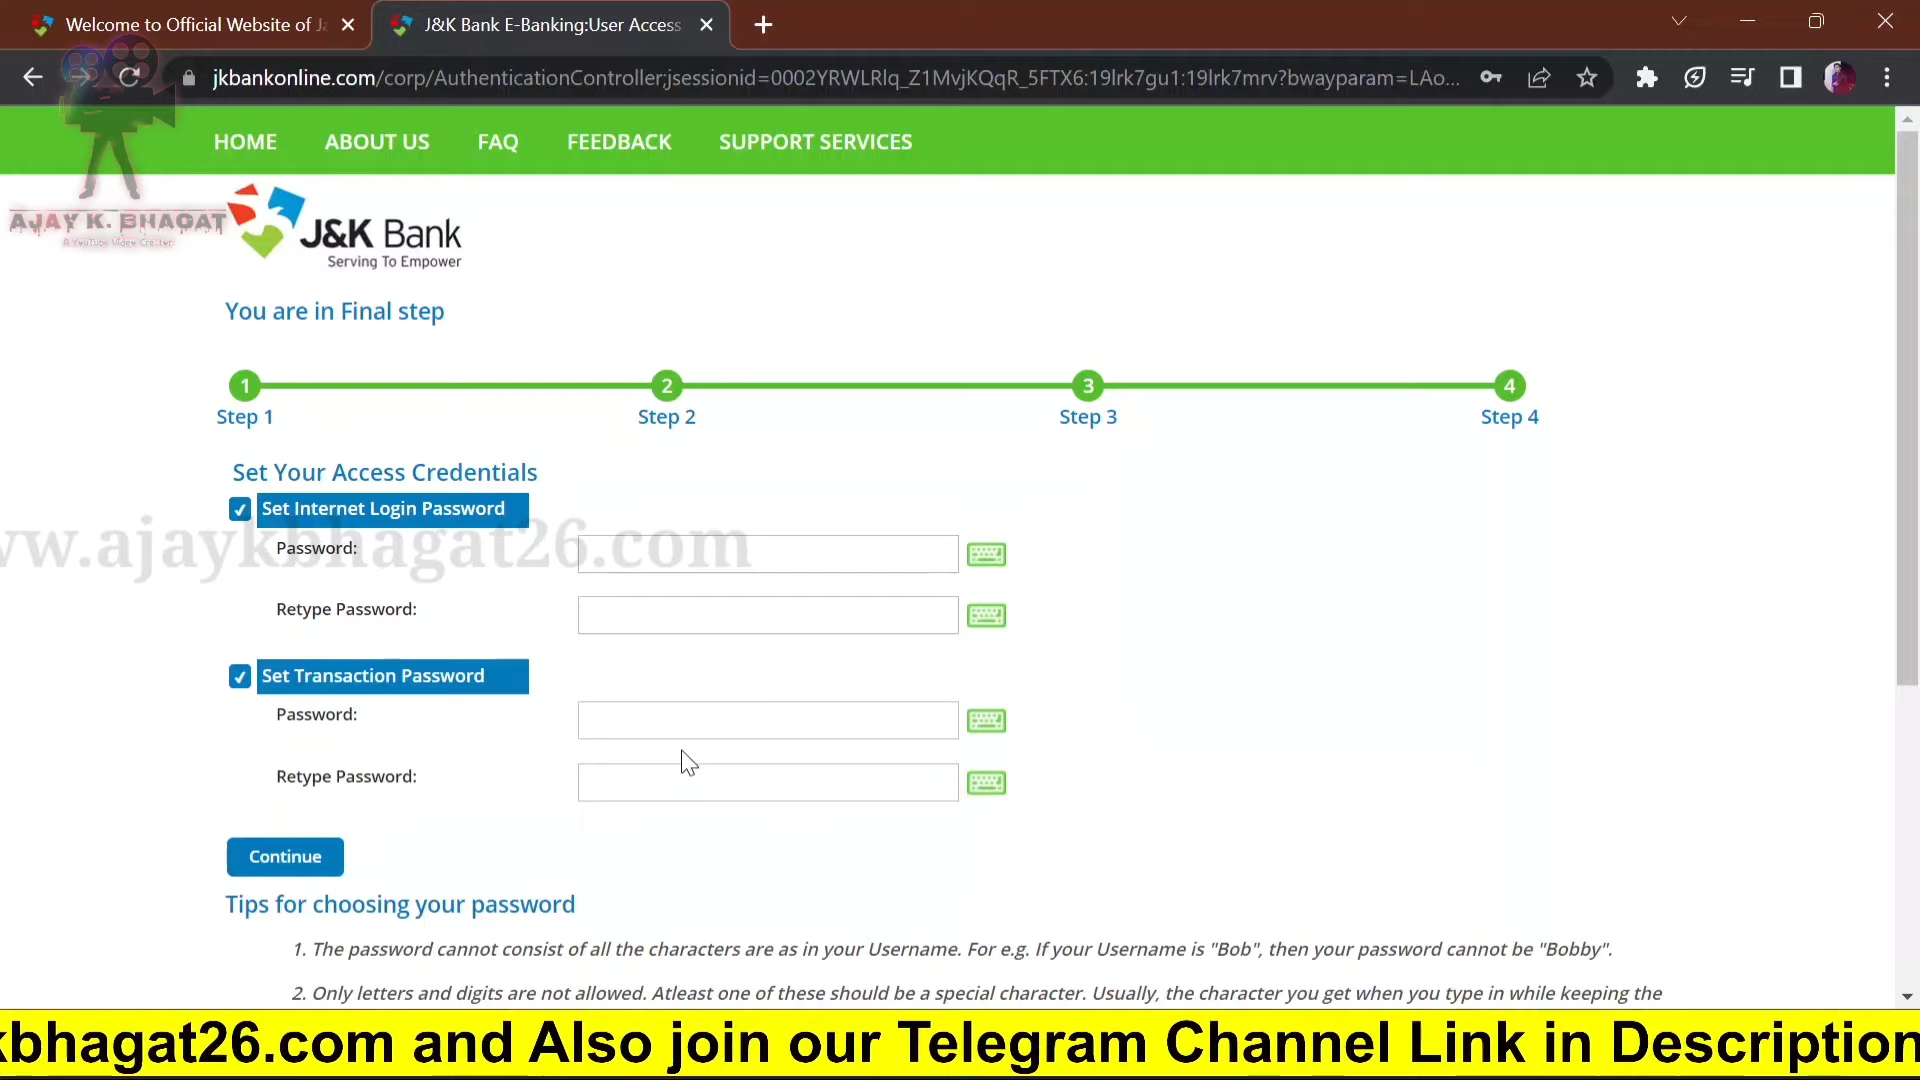 Welcome to Official Website of Ja
J&K Bank E-Banking:User Access
jkbankonline.com/corp/AuthenticationController;jsessionid=0002YRWLRlq_Z1MvjKQqR_5FTX6:19lrk7gu1:19lrk7mrv?bwayparam=LAo...
HOME ABOUT US FAQ FEEDBACK SUPPORT SERVICES
AJAY K. BHAGAT
A YouTube Video Creator
J&K Bank
Serving To Empower
You are in Final step
1 2 3 4
Step 1 Step 2 Step 3 Step 4
Set Your Access Credentials
Set Internet Login Password
ww.ajaykbhagat26.com
Password:
Retype Password:
Set Transaction Password
Password:
Retype Password:
Continue
Tips for choosing your password
1. The password cannot consist of all the characters are as in your Username. For e.g. If your Username is "Bob", then your password cannot be "Bobby".
2. Only letters and digits are not allowed. Atleast one of these should be a special character. Usually, the character you get when you type in while keeping the
kbhagat26.com and Also join our Telegram Channel Link in Description